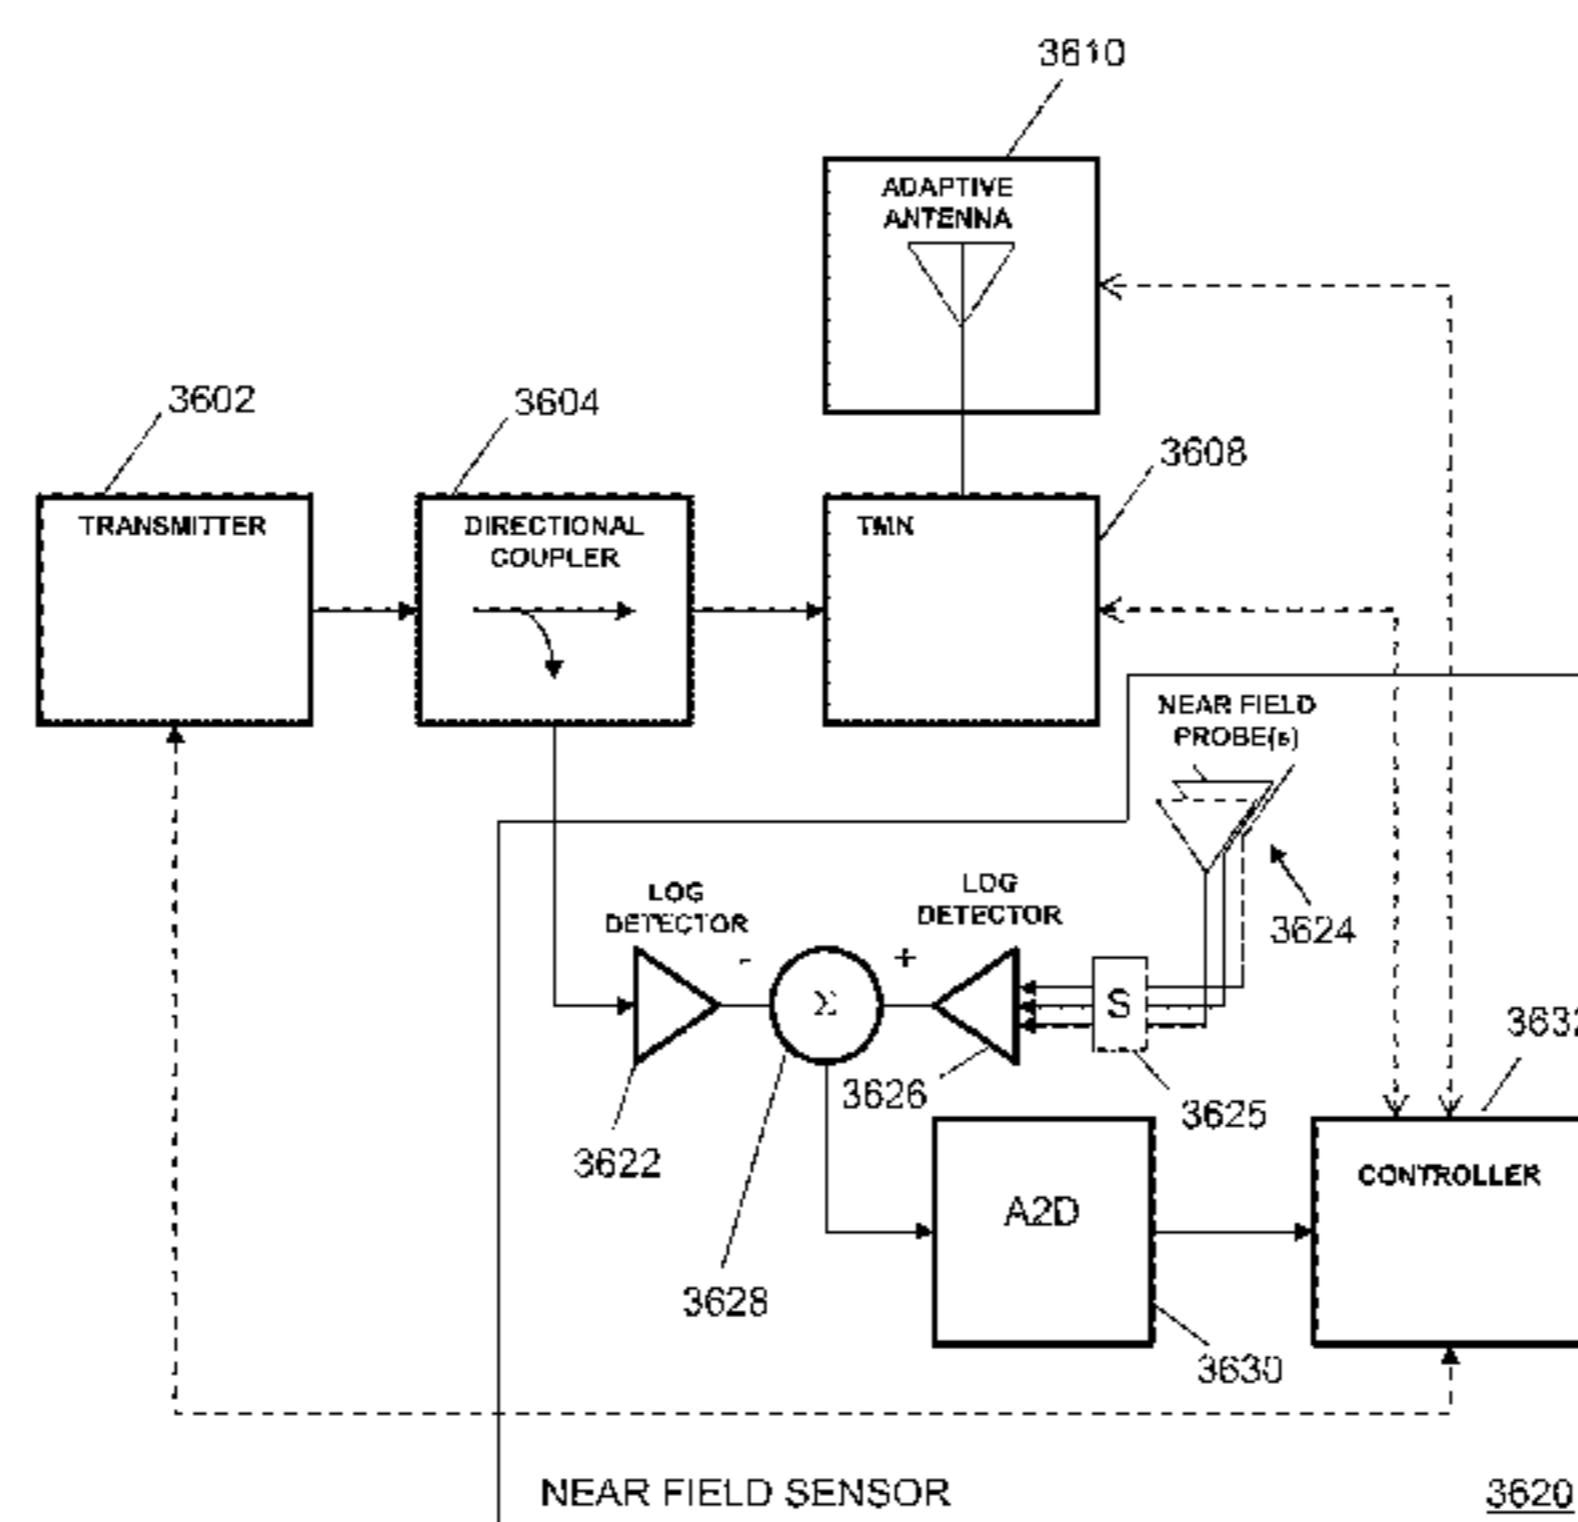 3610
ADAPTIVE
ANTENNA
3602
3604
3608
TRANSMITTER
DIRECTIONAL
COUPLER
TMN
NEAR FIELD
PROBE(s)
LOG
DETECTOR
LOG
DETECTOR
3624
-
+
Σ
S
3632
3626
3625
3622
CONTROLLER
A2D
3628
3630
NEAR FIELD SENSOR
3620